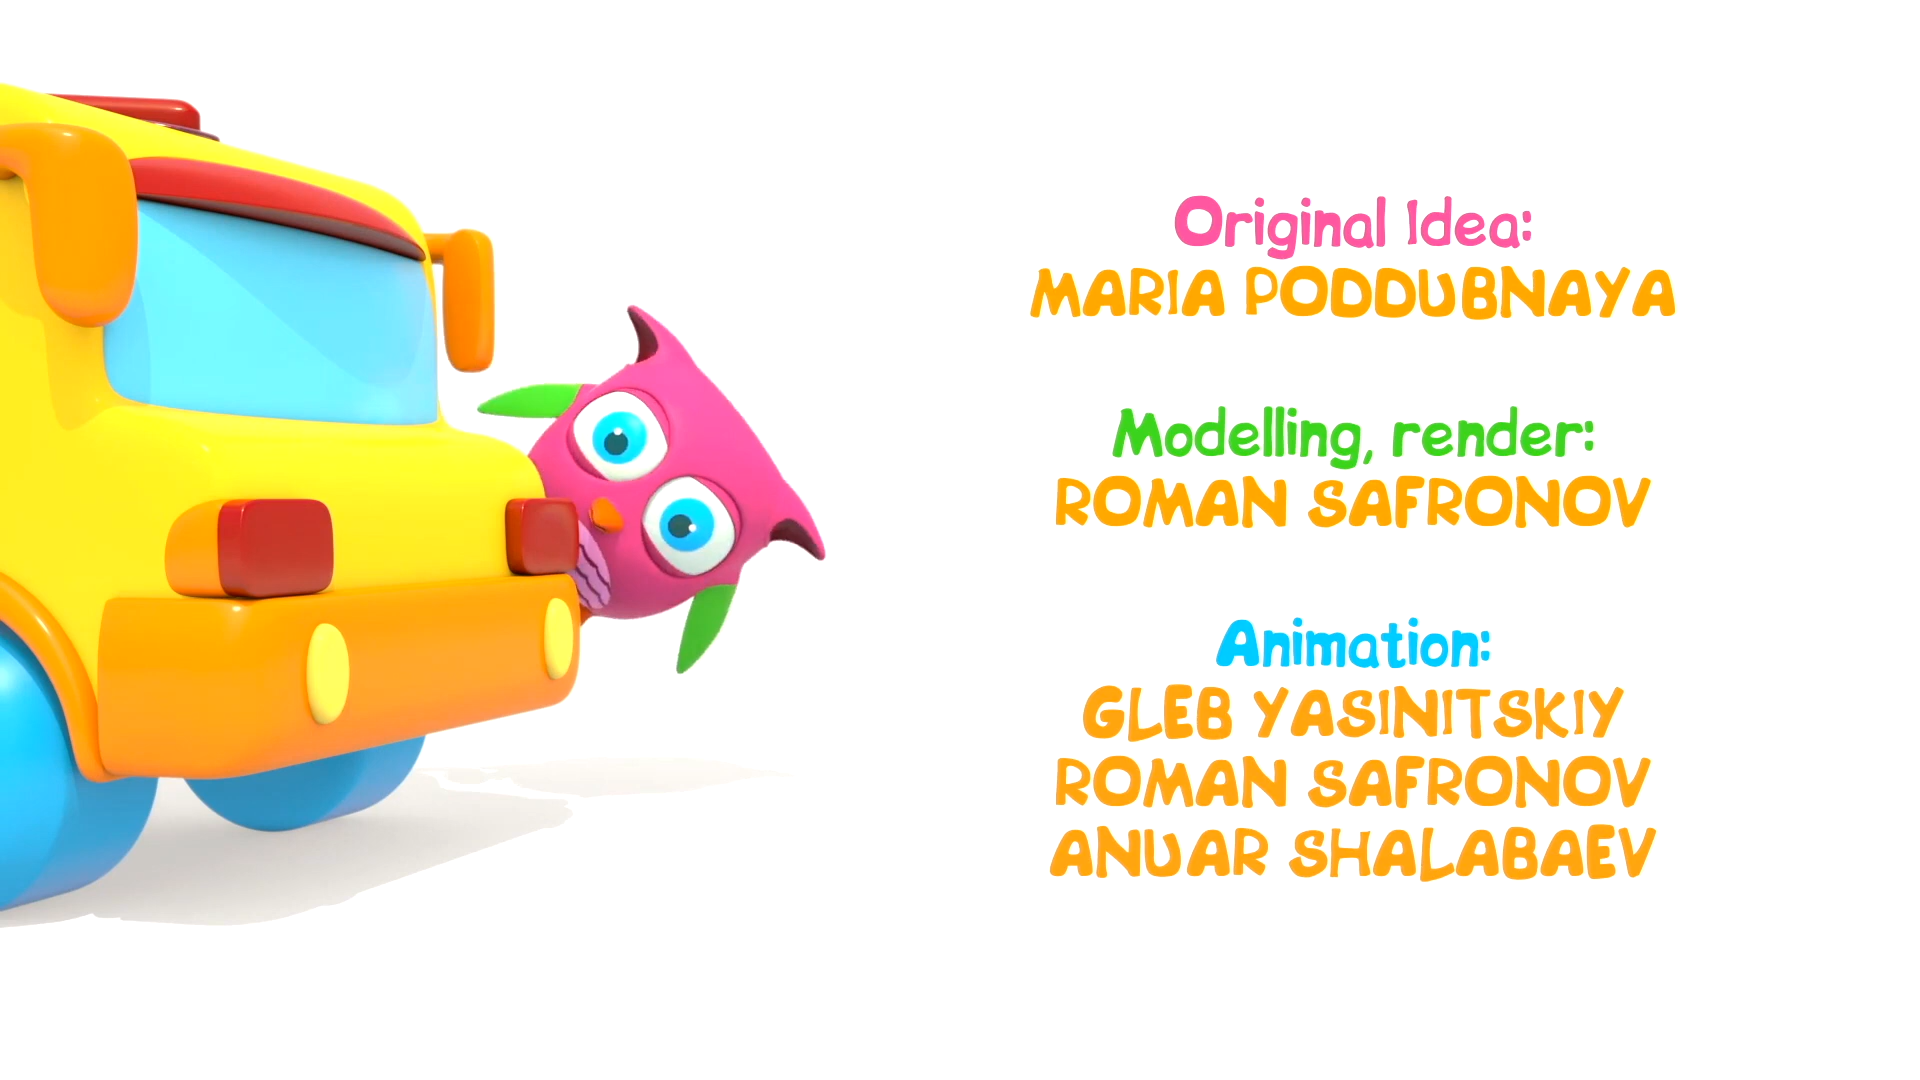 Original Idea:
MARIA PODDUBNAYA
Modelling, render:
ROMAN SAFRONOV
Animation:
GLEB YASINITSKIY
ROMAN SAFRONOV
ANUAR SHALABAEV